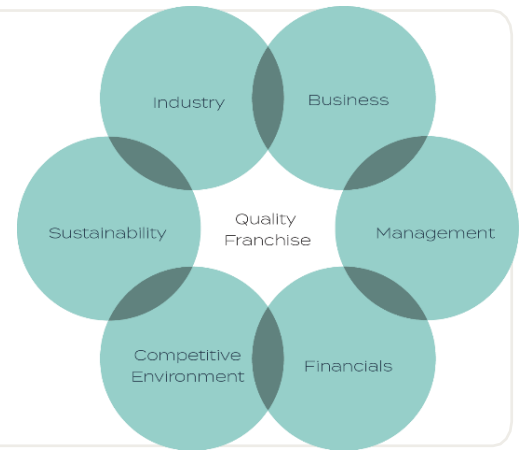 Industry
Business
Sustainability
Quality
Franchise
Management
Competitive
Environment
Financials